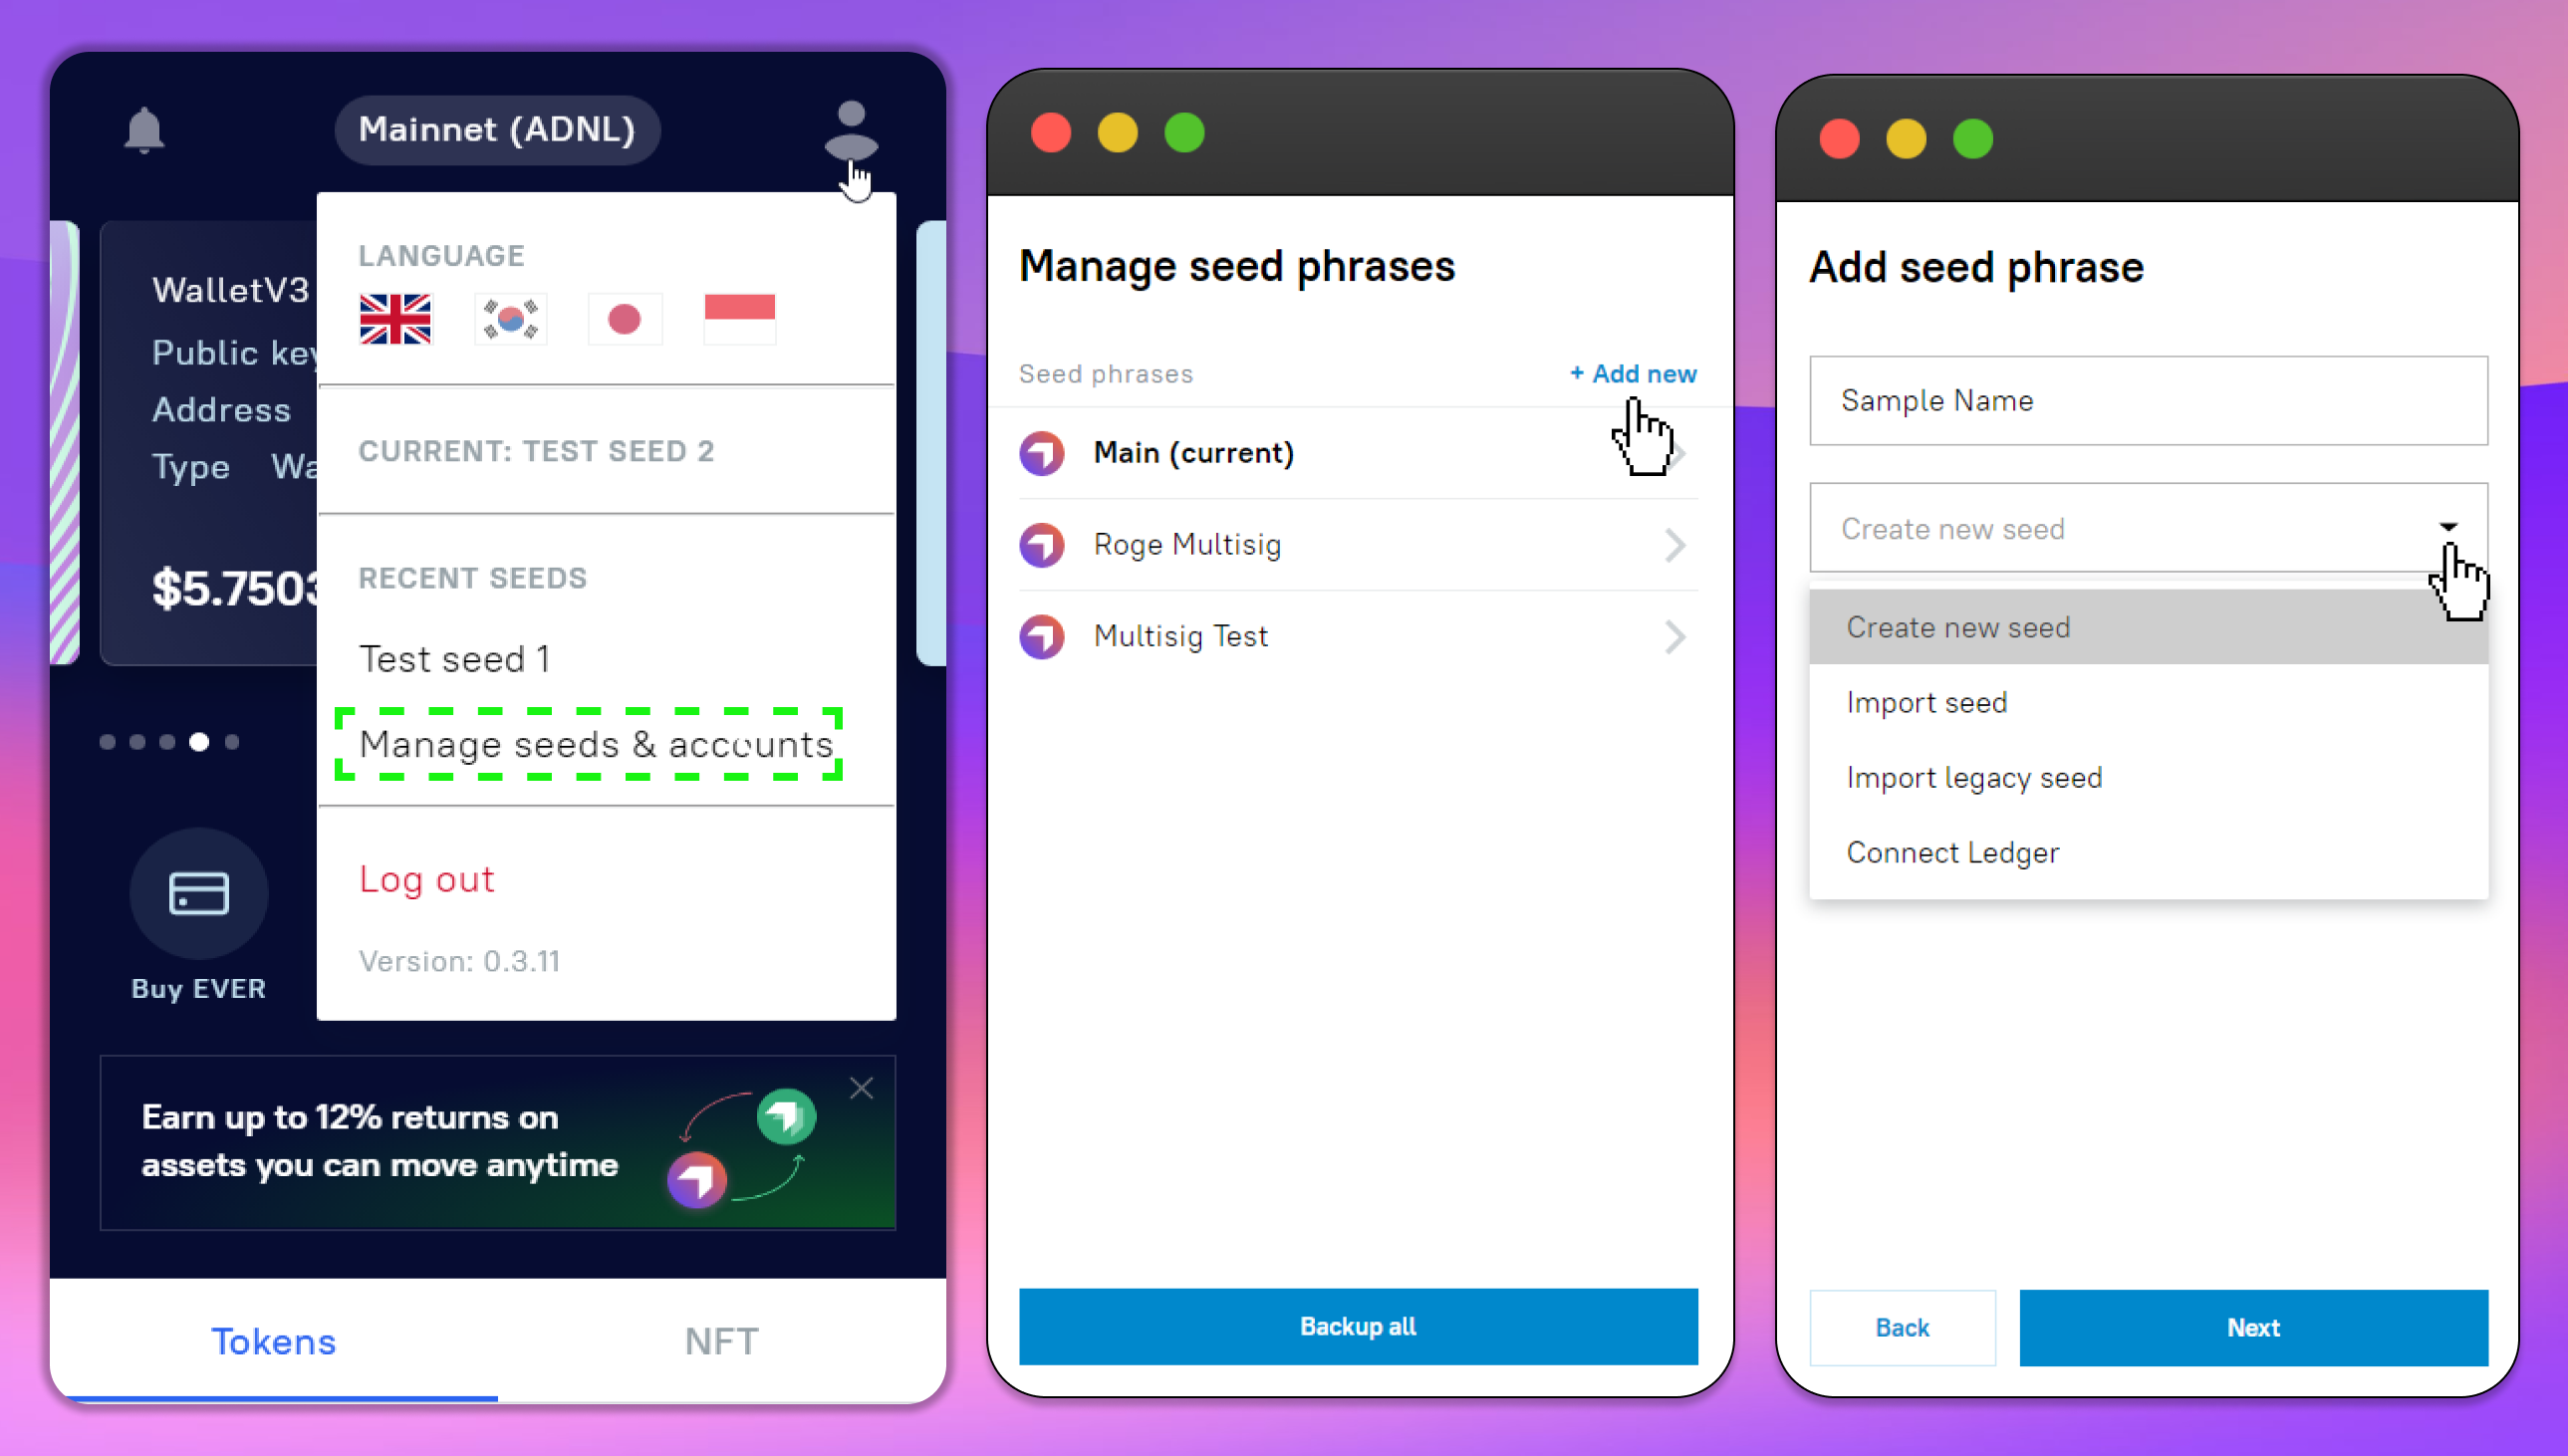 Mainnet (ADNL)
WalletV3
Public key
Address
Type Wa
$5.7503
LANGUAGE
CURRENT: TEST SEED 2
RECENT SEEDS
Test seed 1
Manage seeds & accounts
Log out
Version: 0.3.11
Buy EVER
Earn up to 12% returns on
assets you can move anytime
Tokens
NFT
Manage seed phrases
Seed phrases
+ Add new
Main (current)
Roge Multisig
Multisig Test
Backup all
Add seed phrase
Sample Name
Create new seed
Create new seed
Import seed
Import legacy seed
Connect Ledger
Back
Next